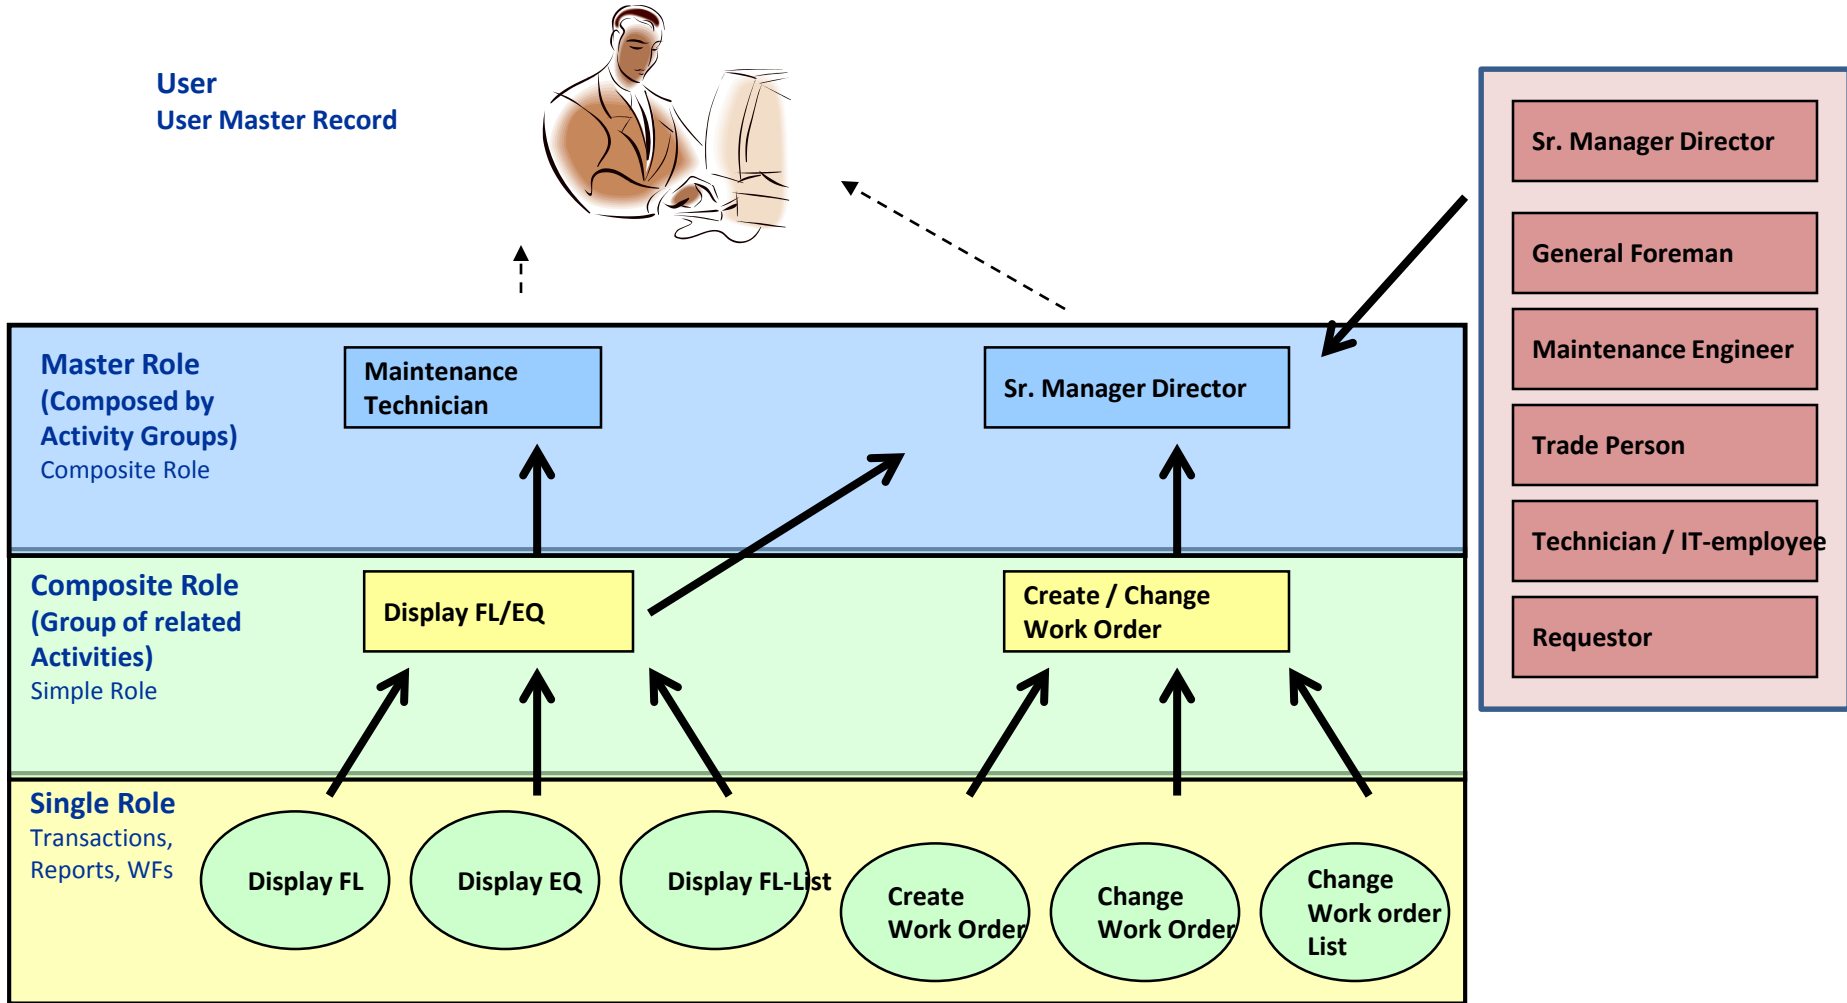 User
User Master Record
Sr. Manager Director
General Foreman
Maintenance Engineer
Trade Person
Technician / IT-employee
Requestor
Master Role
(Composed by
Activity Groups)
Composite Role
Maintenance
Technician
Sr. Manager Director
Composite Role
(Group of related
Activities)
Simple Role
Display FL/EQ
Create / Change
Work Order
Single Role
Transactions,
Reports, WFs
Display FL
Display EQ
Display FL-List
Create
Work Order
Change
Work Order
Change
Work order
List